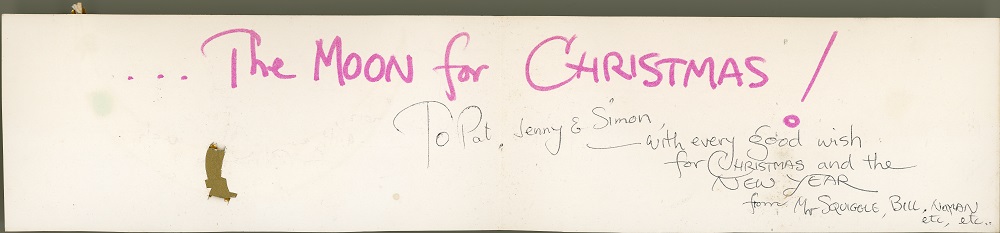 ... The MOON for CHRISTMAS!
To Pat, Jenny & Simon,
with every good wish
for CHRISTMAS and the
NEW YEAR
from Mr SQUIGGLE, BILL, NORMAN
etc, etc..